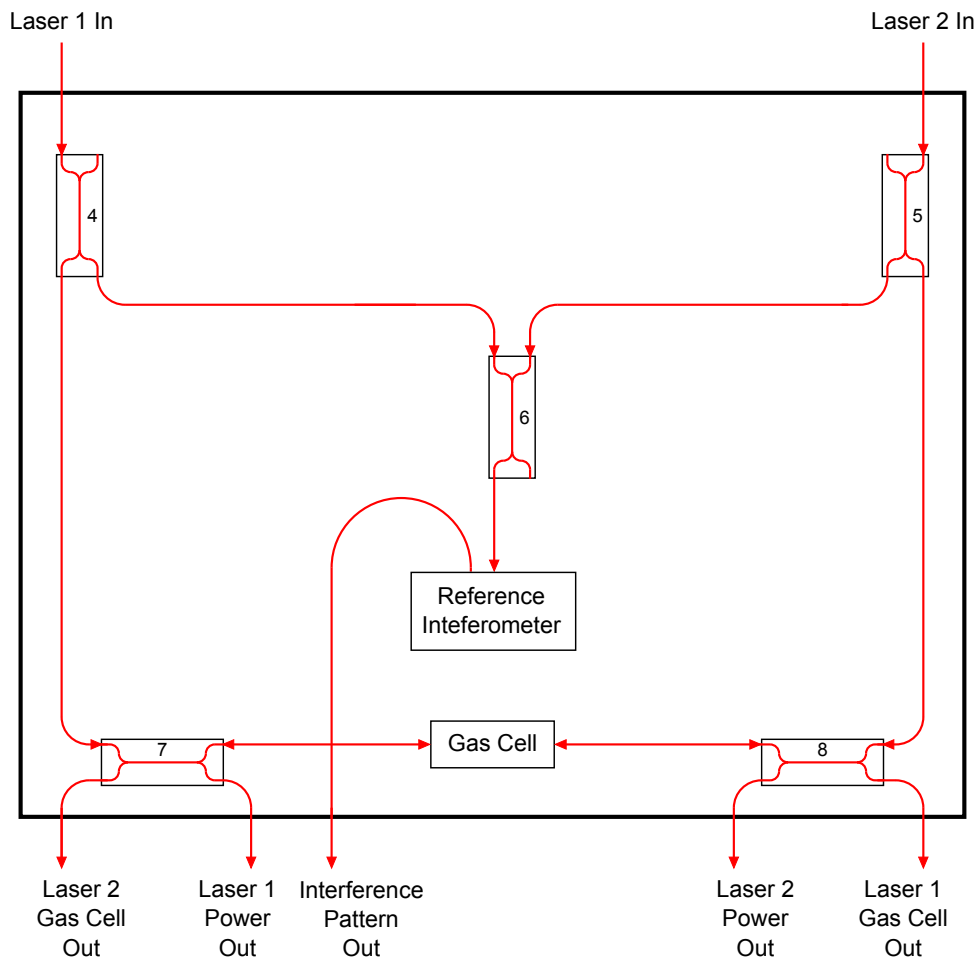 Laser 1 In
Laser 2 In
4
5
6
Reference
Inteferometer
7
Gas Cell
8
Laser 2
Gas Cell
Out
Laser 1
Power
Out
Interference
Pattern
Out
Laser 2
Power
Out
Laser 1
Gas Cell
Out